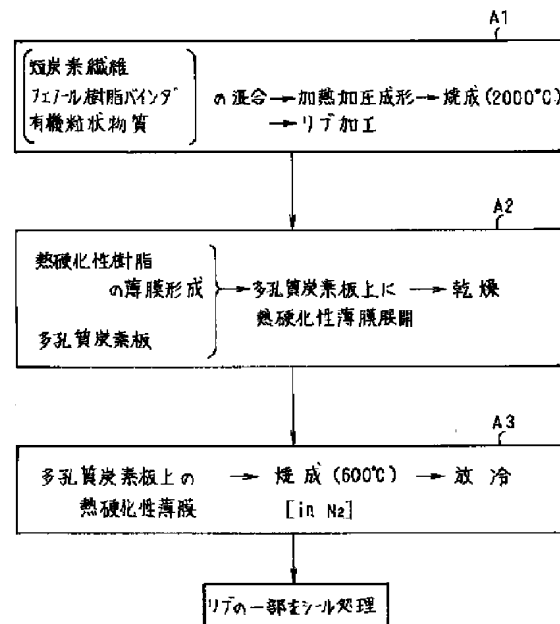 A1
短炭素繊維
フェノール樹脂バインダ
有機粒状物質
の混合→加熱加圧成形→焼成(2000℃)
→リブ加工
A2
熱硬化性樹脂
の薄膜形成
多孔質炭素板
→多孔質炭素板上に
熱硬化性薄膜展開
→乾燥
A3
多孔質炭素板上の
熱硬化性薄膜
→焼成(600℃)→放冷
[in N₂]
リブの一部をシール処理